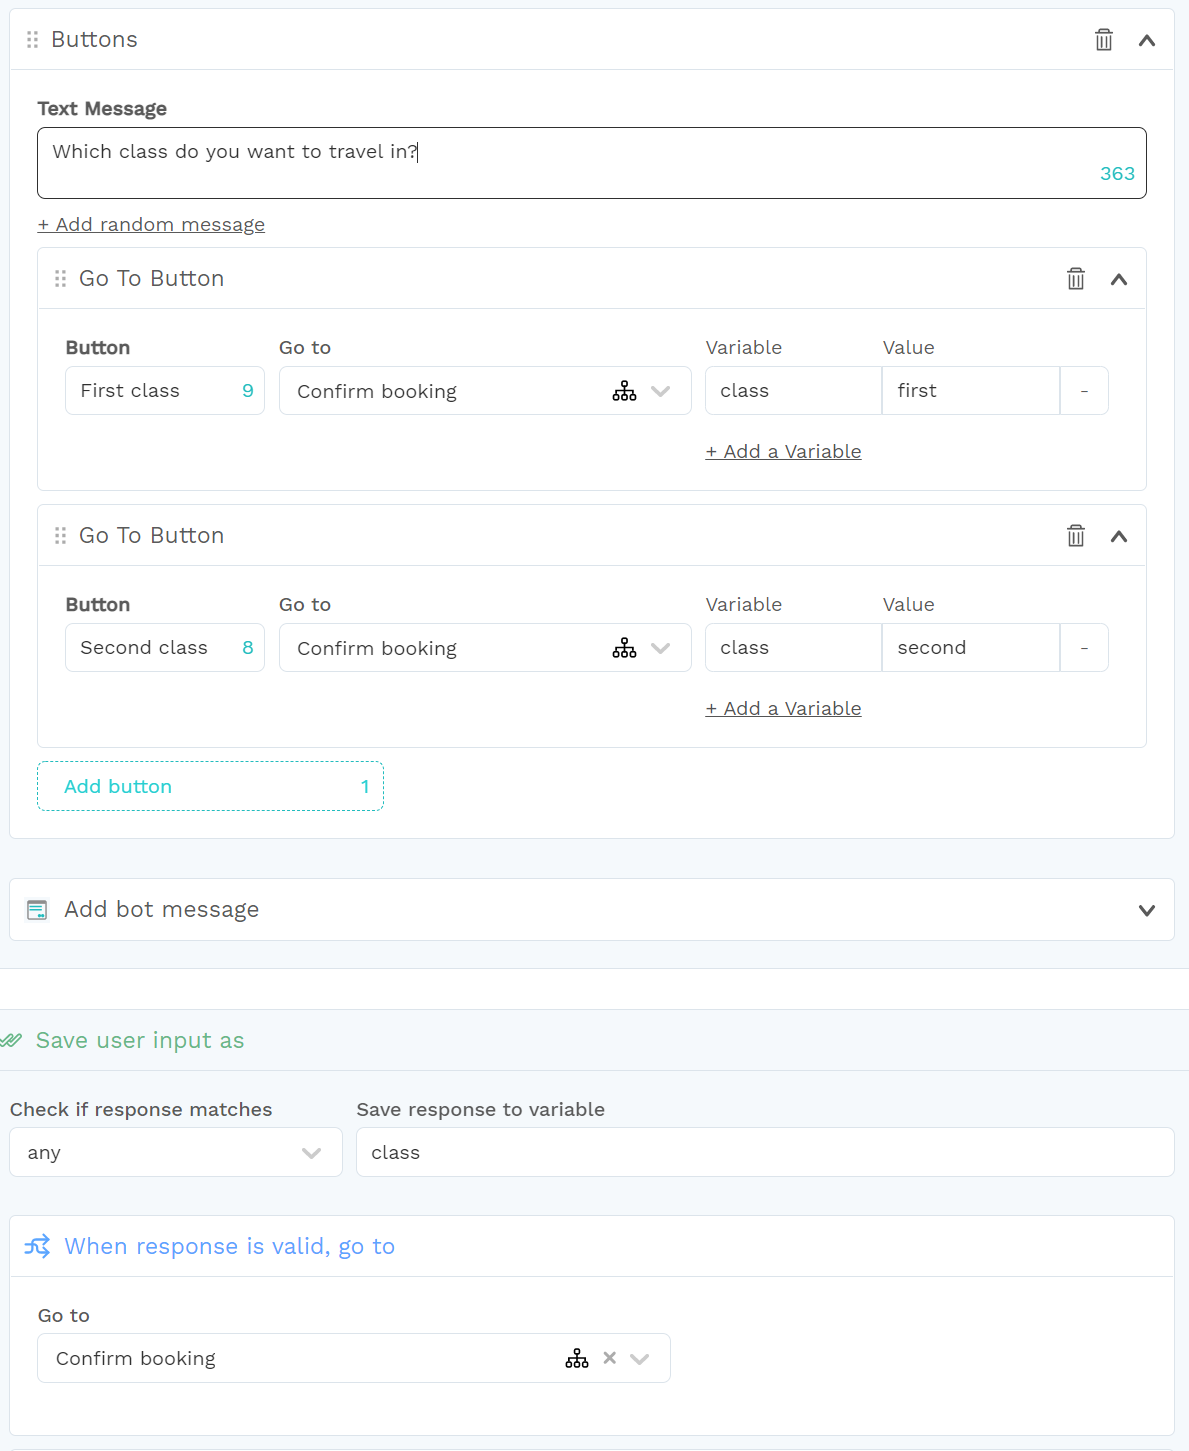 Buttons
Text Message
Which class do you want to travel in?
363
+ Add random message
Go To Button
Button Go to Variable Value
First class 9 Confirm booking class first -
+ Add a Variable
Go To Button
Button Go to Variable Value
Second class 8 Confirm booking class second -
+ Add a Variable
Add button 1
Add bot message
Save user input as
Check if response matches Save response to variable
any class
When response is valid, go to
Go to
Confirm booking